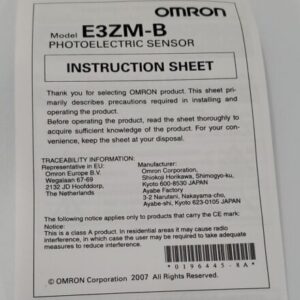 OMRON
Model E3ZM-B
PHOTOELECTRIC SENSOR
INSTRUCTION SHEET
Thank you for selecting OMRON product. This sheet pri-
marily describes precautions required in installing and
operating the product.
Before operating the product, read the sheet thoroughly to
acquire sufficient knowledge of the product. For your con-
venience, keep the sheet at your disposal.
TRACEABILITY INFORMATION:
Representative in EU:
Omron Europe B.V.
Wegalaan 67-69
2132 JD Hoofddorp,
The Netherlands
Manufacturer:
Omron Corporation,
Shiokoji Horikawa, Shimogyo-ku,
Kyoto 600-8530 JAPAN
Ayabe Factory
3-2 Narutani, Nakayama-cho,
Ayabe-shi, Kyoto 623-0105 JAPAN
The following notice applies only to products that carry the CE mark:
Notice:
This is a class A product. In residential areas it may cause radio
interference, in which case the user may be required to take adequate
measures to reduce interference.
© OMRON Corporation 2007 All Rights Reserved.
*0196445-8A*